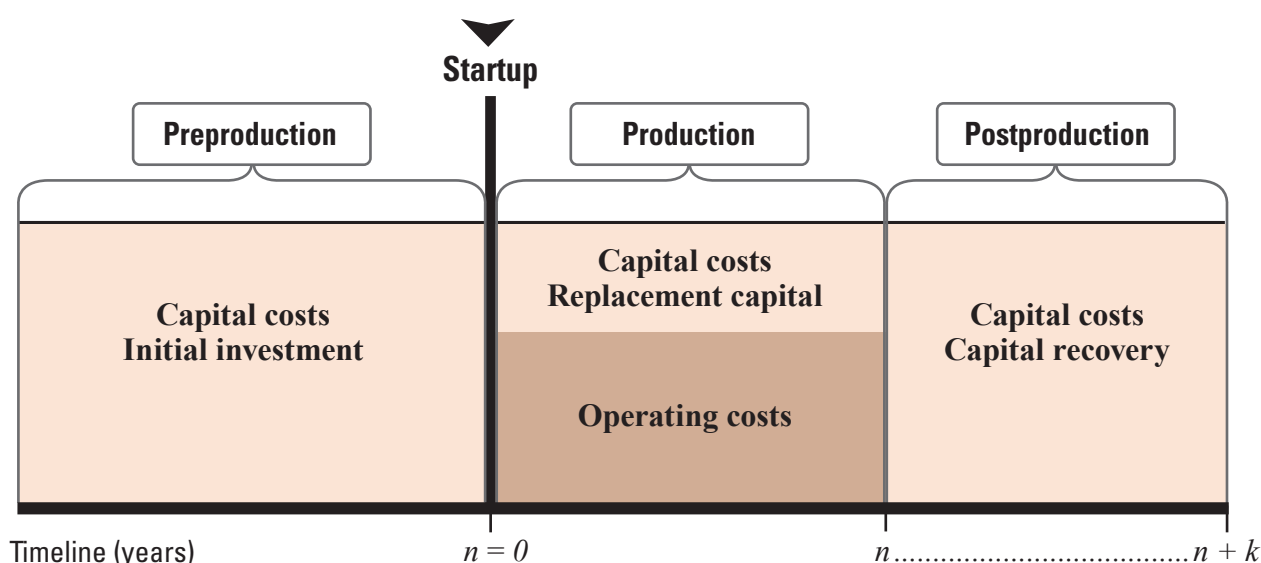 Startup
Preproduction
Production
Postproduction
Capital costs
Initial investment
Capital costs
Replacement capital
Operating costs
Capital costs
Capital recovery
Timeline (years)
n = 0
n....................................n + k